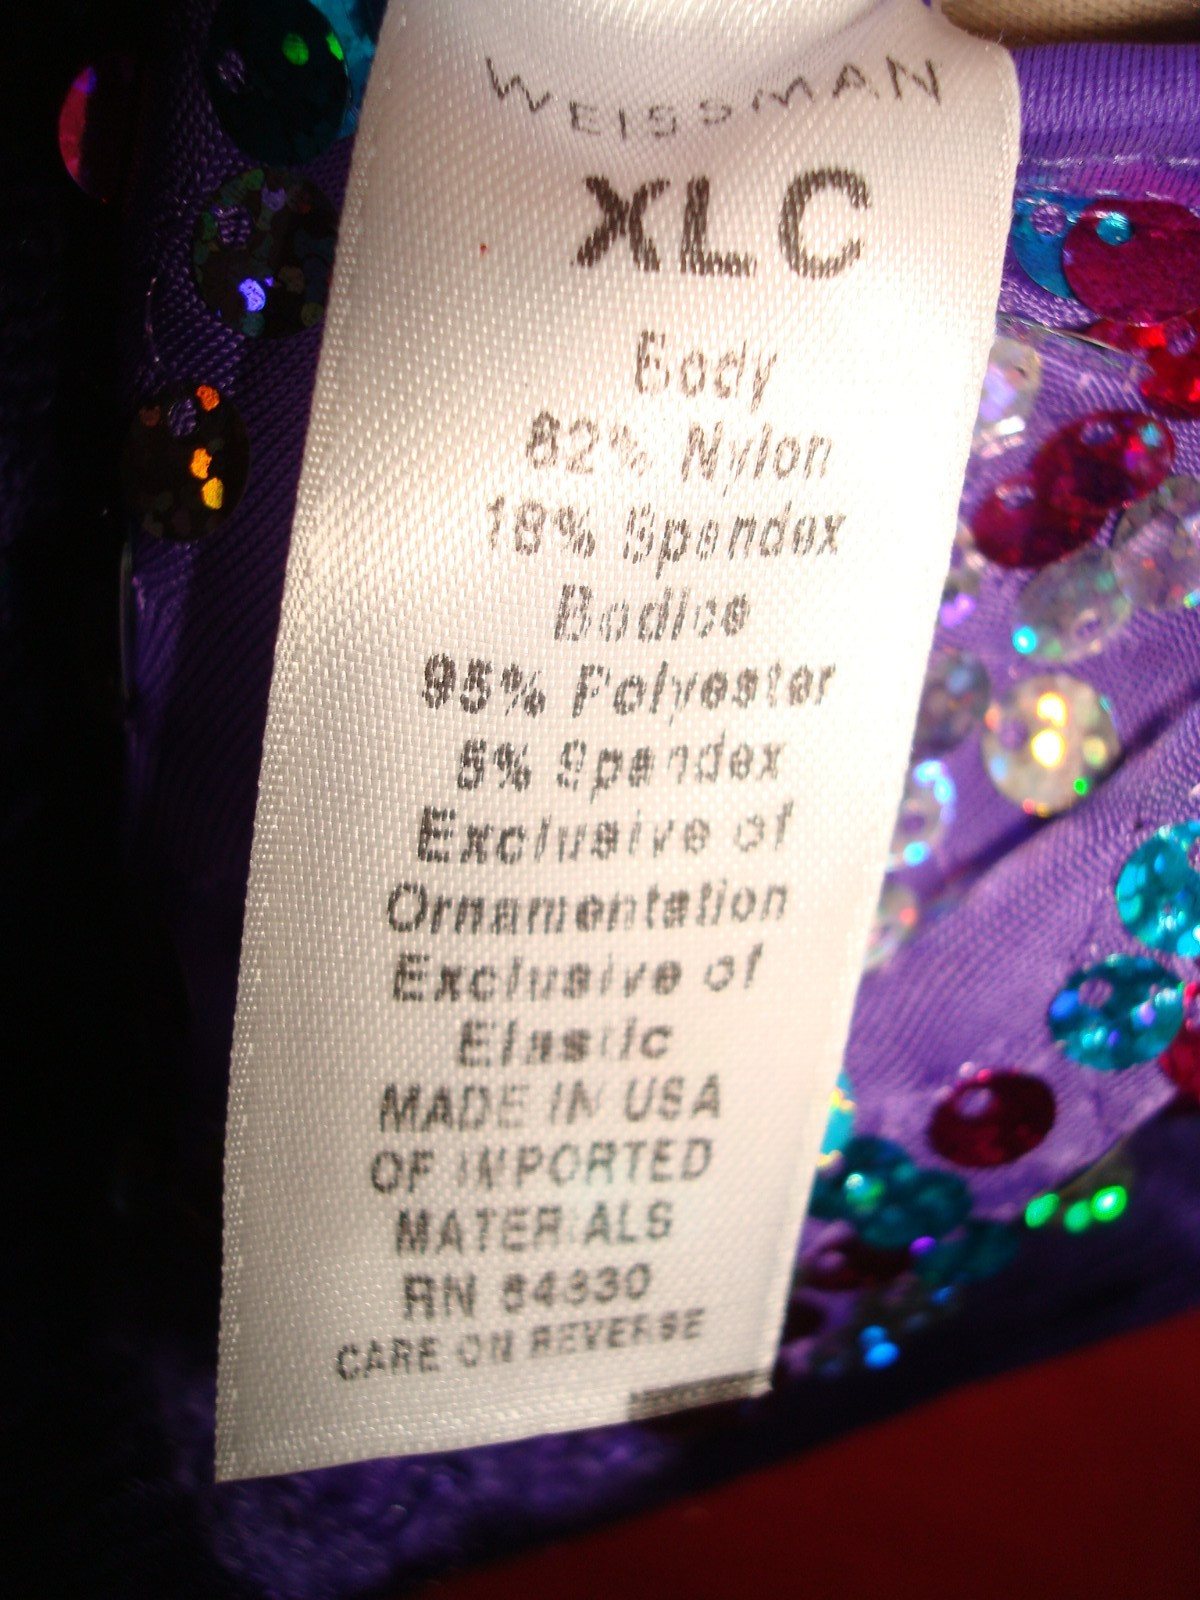 WEISSMAN
XLC
Body
82% Nylon
18% Spandex
Bodice
95% Polyester
5% Spandex
Exclusive of
Ornamentation
Exclusive of
Elastic
MADE IN USA
OF IMPORTED
MATERIALS
RN 64830
CARE ON REVERSE